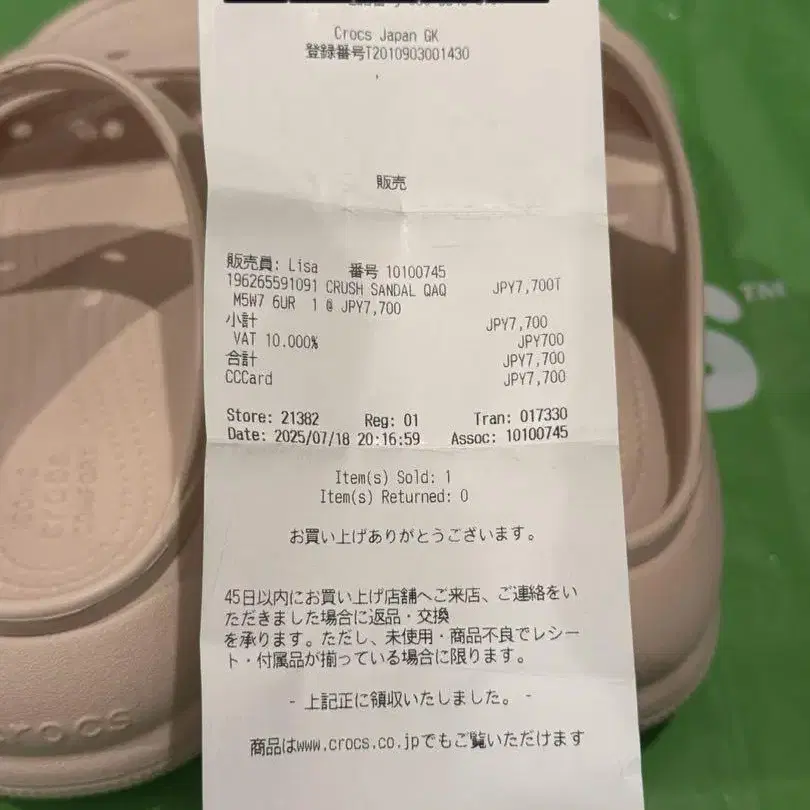 Crocs Japan GK
登録番号T2010903001430
販売
販売員: Lisa 番号 10100745
196265591091 CRUSH SANDAL QAQ JPY7,700T
M5W7 6UR 1 @ JPY7,700
小計 JPY7,700
VAT 10.000% JPY700
合計 JPY7,700
CCCard JPY7,700
Store: 21382 Reg: 01 Tran: 017330
Date: 2025/07/18 20:16:59 Assoc: 10100745
Item(s) Sold: 1
Item(s) Returned: 0
お買い上げありがとうございます。
45日以内にお買い上げ店舗へご来店、ご連絡をい
ただきました場合に返品・交換
を承ります。ただし、未使用・商品不良でレシー
ト・付属品が揃っている場合に限ります。
- 上記正に領収いたしました。 -
商品はwww.crocs.co.jpでもご覧いただけます
crocs
TM